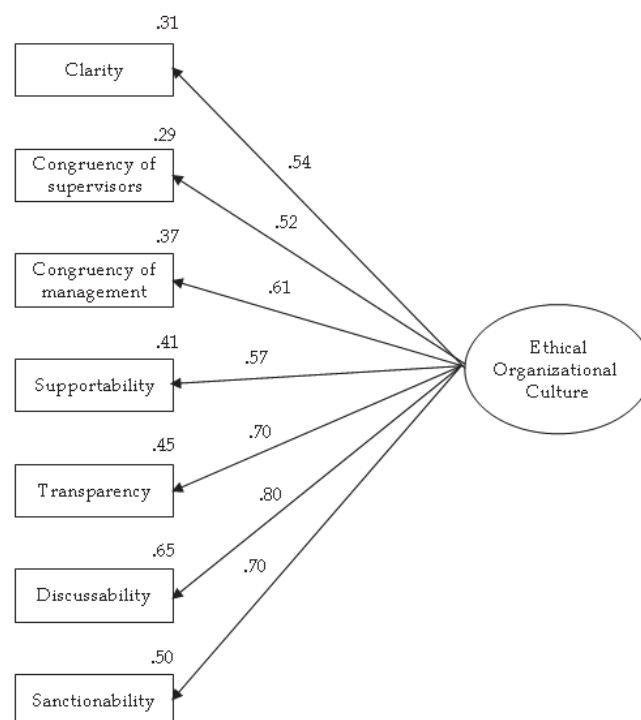 .31
Clarity
.29
Congruency of
supervisors
.37
Congruency of
management
.41
Supportability
.45
Transparency
.65
Discussability
.50
Sanctionability
.54
.52
.61
.57
.70
.80
.70
Ethical
Organizational
Culture